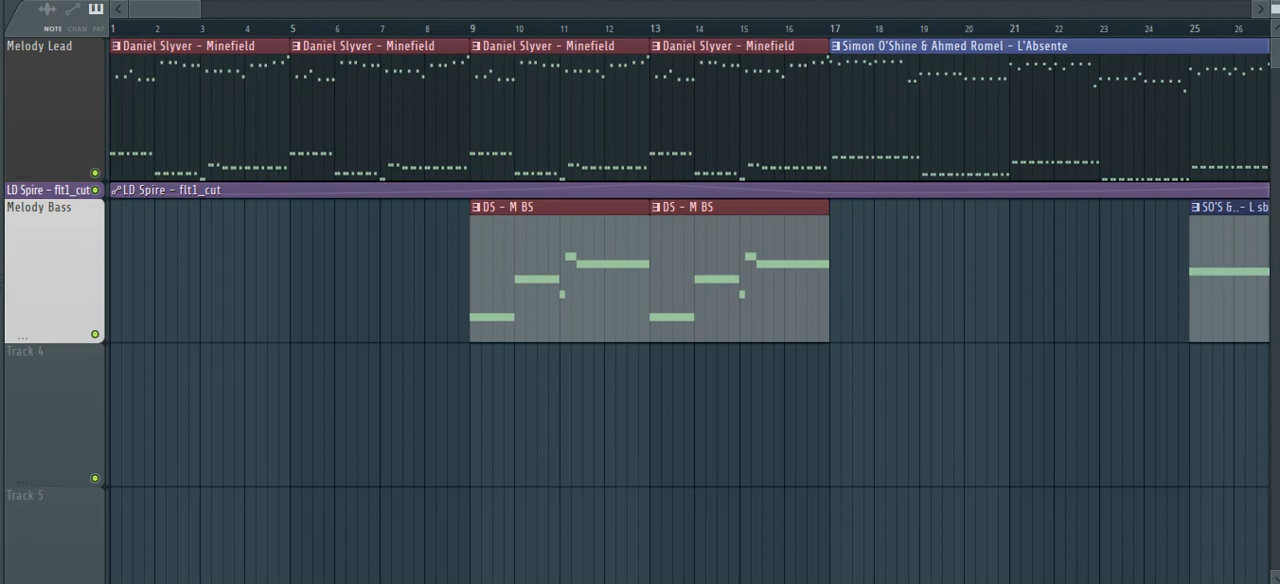 NOTE CHAN PAT
1 2 3 4 5 6 7 8 9 10 11 12 13 14 15 16 17 18 19 20 21 22 23 24 25 26
Melody Lead
Daniel Slyver - Minefield
Daniel Slyver - Minefield
Daniel Slyver - Minefield
Daniel Slyver - Minefield
Simon O'Shine & Ahmed Romel - L'Absente
...
LD Spire - flt1_cut
LD Spire - flt1_cut
Melody Bass
DS - M BS
DS - M BS
SO'S &..- L sb
...
Track 4
...
Track 5